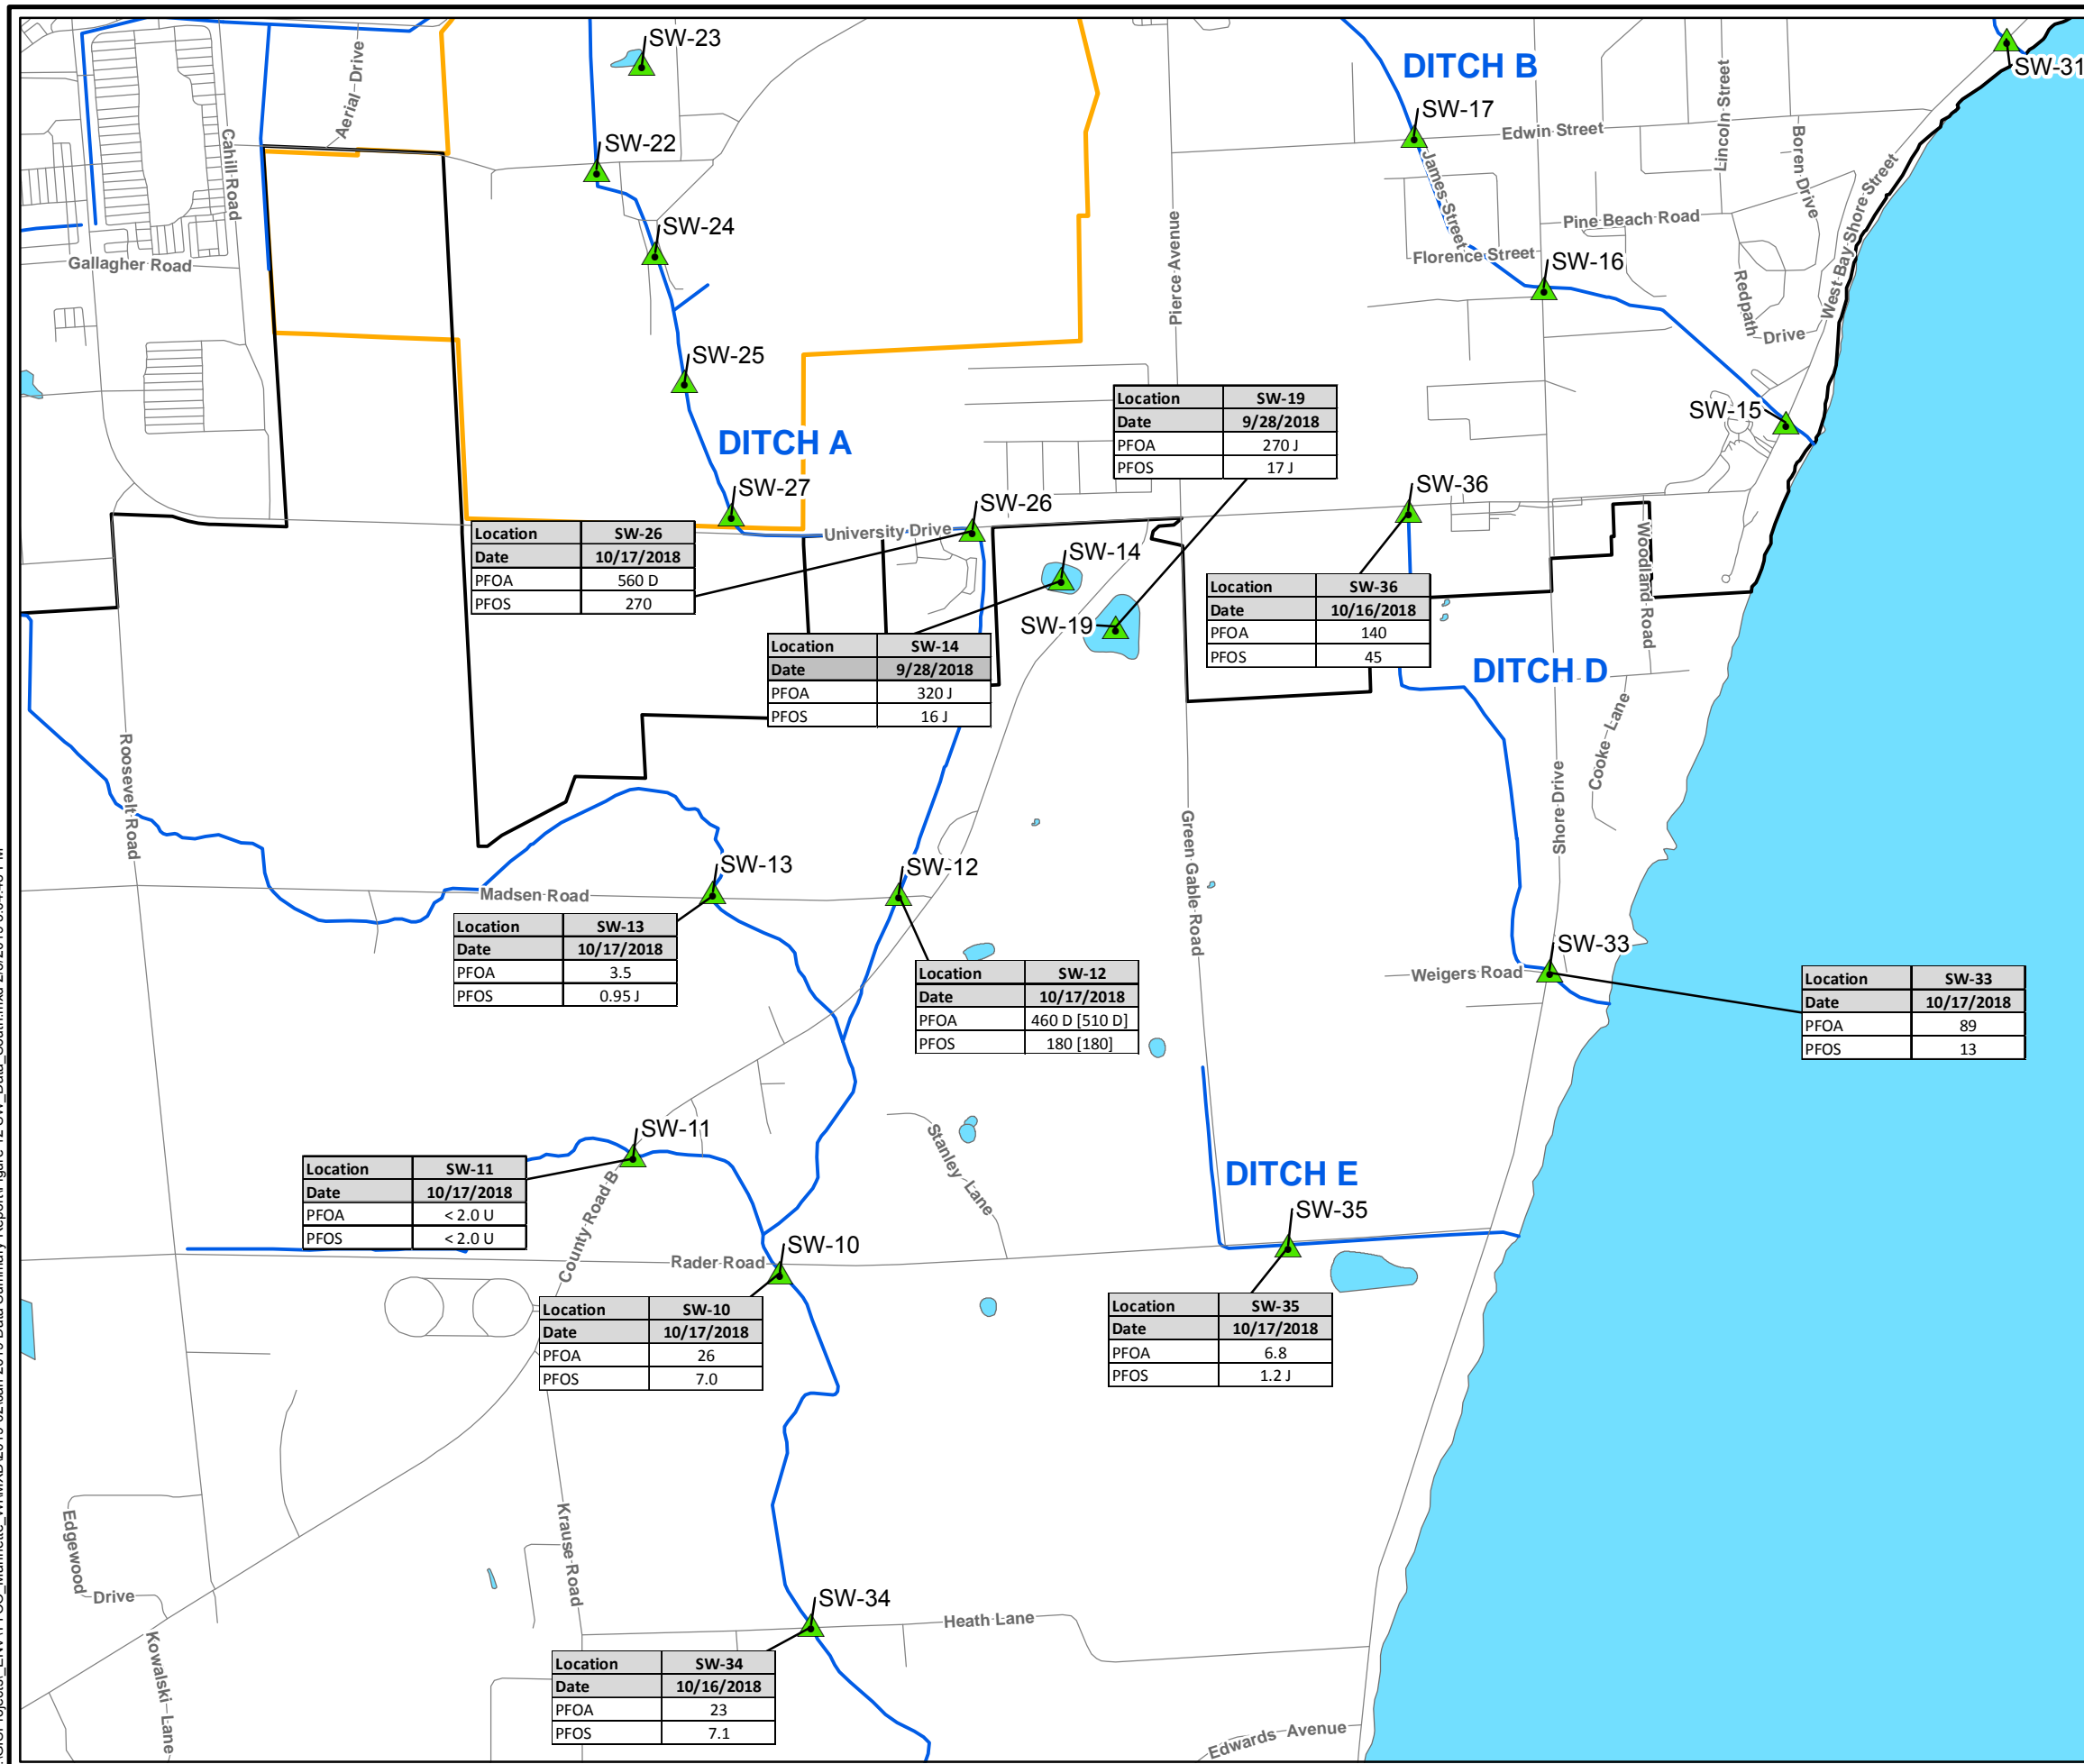 SW-23
SW-31
DITCH B
SW-17
Aerial Drive
Cahill Road
SW-22
Edwin Street
Lincoln Street
Boren Drive
James Street
West Bay Shore Street
SW-24
Pierce Avenue
Pine Beach Road
Gallagher Road
Florence Street
SW-16
Redpath
Drive
SW-25
SW-15
DITCH A
Location SW-19
Date 9/28/2018
PFOA 270 J
PFOS 17 J
SW-27
SW-26
SW-36
University Drive
Location SW-26
Date 10/17/2018
PFOA 560 D
PFOS 270
SW-14
Woodland Road
SW-19
Location SW-36
Date 10/16/2018
PFOA 140
PFOS 45
Location SW-14
Date 9/28/2018
PFOA 320 J
PFOS 16 J
DITCH D
Roosevelt Road
Cooke Lane
Shore Drive
Green Gable Road
SW-13
SW-12
Madsen Road
Location SW-13
Date 10/17/2018
PFOA 3.5
PFOS 0.95 J
SW-33
Weigers Road
Location SW-12
Date 10/17/2018
PFOA 460 D [510 D]
PFOS 180 [180]
Location SW-33
Date 10/17/2018
PFOA 89
PFOS 13
SW-11
Stanley Lane
Location SW-11
Date 10/17/2018
PFOA < 2.0 U
PFOS < 2.0 U
DITCH E
SW-35
County Road B
SW-10
Rader Road
Location SW-10
Date 10/17/2018
PFOA 26
PFOS 7.0
Location SW-35
Date 10/17/2018
PFOA 6.8
PFOS 1.2 J
Edgewood
Drive
Krause Road
SW-34
Heath Lane
Kowalski Lane
Location SW-34
Date 10/16/2018
PFOA 23
PFOS 7.1
Edwards Avenue